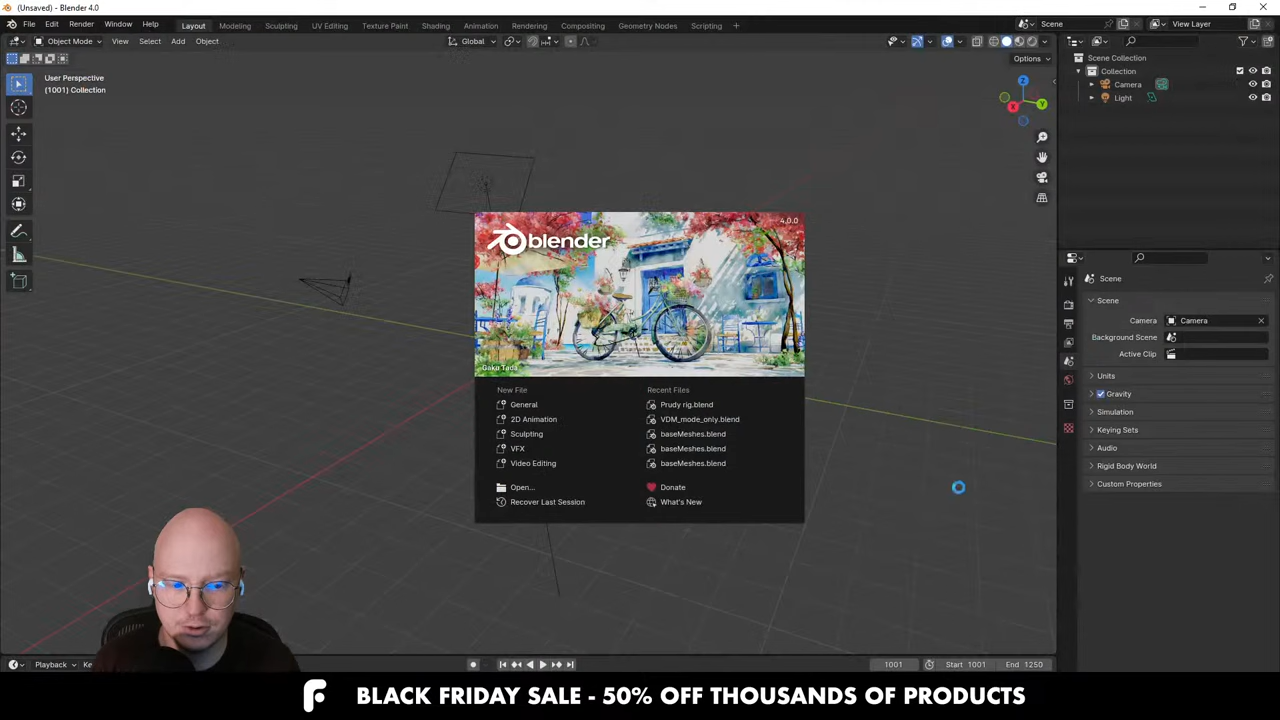 (Unsaved) - Blender 4.0
File Edit Render Window Help Layout Modeling Sculpting UV Editing Texture Paint Shading Animation Rendering Compositing Geometry Nodes Scripting + Scene View Layer
Object Mode View Select Add Object Global
Options
User Perspective
(1001) Collection
Z
Y
X
Scene Collection
Collection
Camera
Light
blender
4.0.0
Gaku Tada
New File
General
2D Animation
Sculpting
VFX
Video Editing
Open...
Recover Last Session
Recent Files
Prudy rig.blend
VDM_mode_only.blend
baseMeshes.blend
baseMeshes.blend
baseMeshes.blend
Donate
What's New
Scene
Scene
Camera Camera
Background Scene
Active Clip
Units
Gravity
Simulation
Keying Sets
Audio
Rigid Body World
Custom Properties
Playback Ke 1001 Start 1001 End 1250
BLACK FRIDAY SALE - 50% OFF THOUSANDS OF PRODUCTS